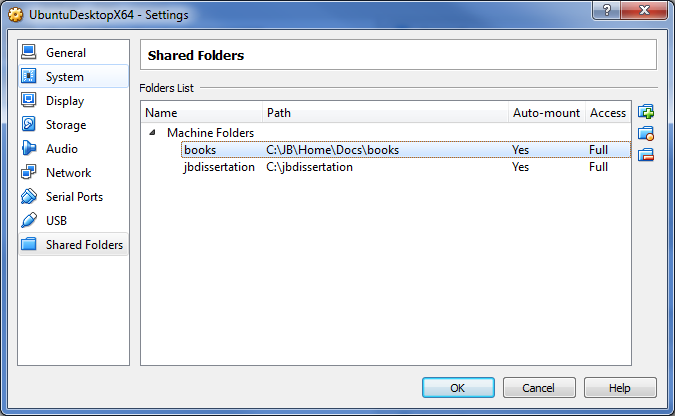 UbuntuDesktopX64 - Settings
General
System
Display
Storage
Audio
Network
Serial Ports
USB
Shared Folders
Shared Folders
Folders List
Name Path Auto-mount Access
Machine Folders
books C:\JB\Home\Docs\books Yes Full
jbdissertation C:\jbdissertation Yes Full
OK Cancel Help